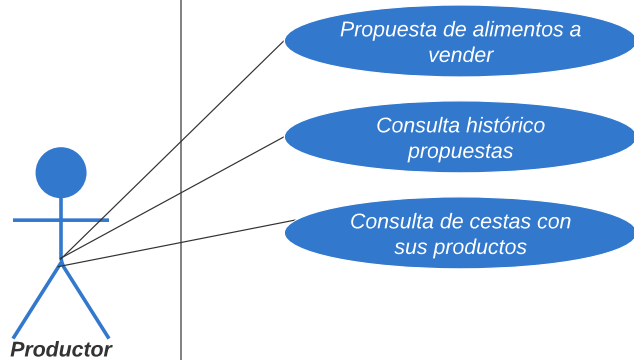 Propuesta de alimentos a
vender
Consulta histórico
propuestas
Consulta de cestas con
sus productos
Productor